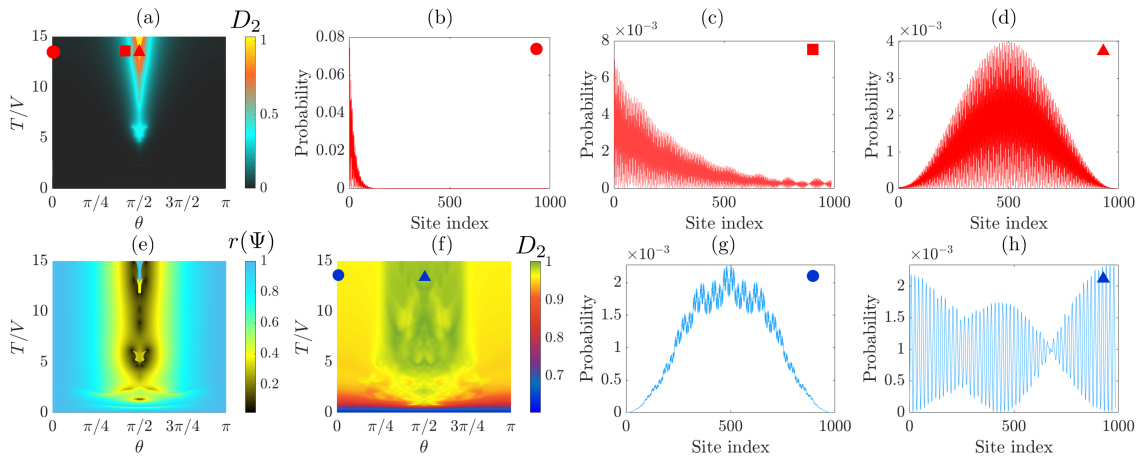 (a) D₂
15
10
5
0
T/V
0 π/4 π/2 3π/2 π
θ
1
0.5
0
(b)
0.08
0.06
0.04
0.02
0
Probability
0 500 1000
Site index
(c)
×10⁻³
8
6
4
2
0
Probability
0 500 1000
Site index
(d)
×10⁻³
4
3
2
1
0
Probability
0 500 1000
Site index
(e) r(Ψ)
15
10
5
0
T/V
0 π/4 π/2 3π/4 π
θ
1
0.8
0.6
0.4
0.2
(f) D₂
15
10
5
0
T/V
0 π/4 π/2 3π/4 π
θ
1
0.9
0.8
0.7
(g)
×10⁻³
2
1.5
1
0.5
0
Probability
0 500 1000
Site index
(h)
×10⁻³
2
1.5
1
0.5
0
Probability
0 500 1000
Site index